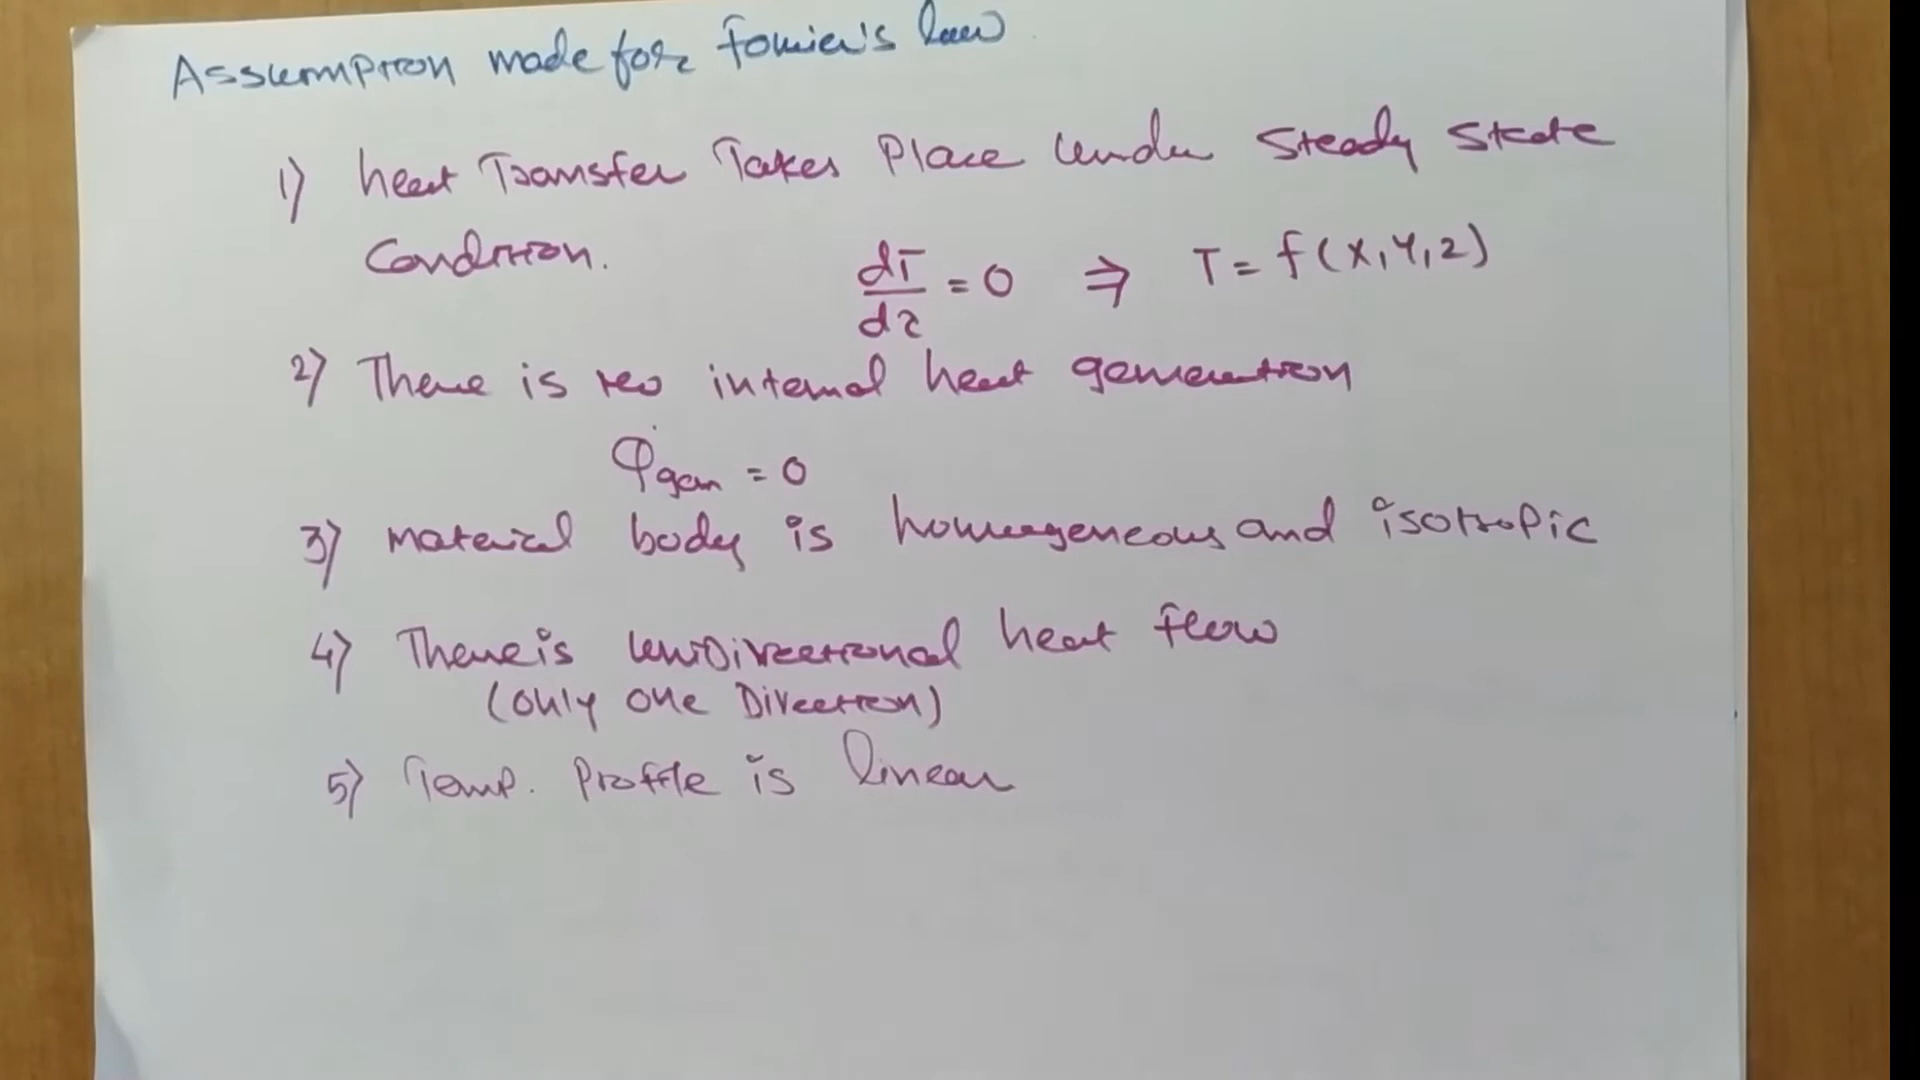 Assumption made for Fourier's law
1) heat Transfer Takes Place under Steady State
Condition.
dT/dτ = 0 ⇒ T = f(x,y,z)
2) There is no internal heat generation
q̇gen = 0
3) material body is homogeneous and isotropic
4) There is uniDirectional heat flow
(only one Direction)
5) Temp. Profile is linear